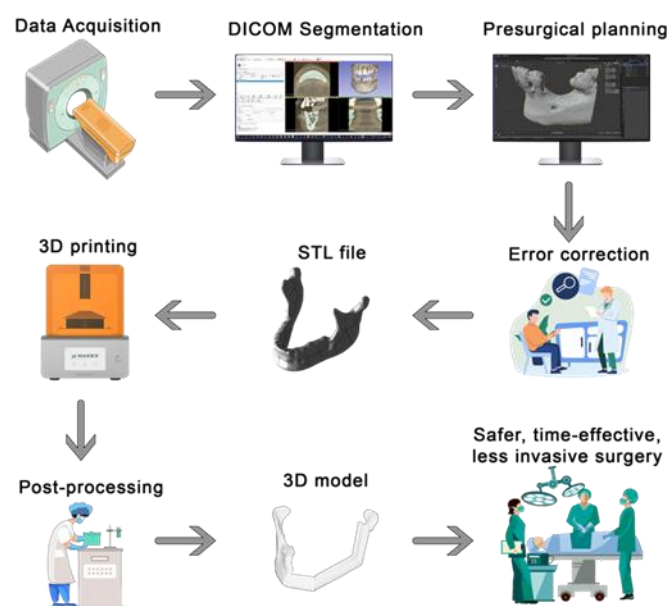 Data Acquisition
DICOM Segmentation
Presurgical planning
3D printing
STL file
Error correction
Post-processing
3D model
Safer, time-effective,
less invasive surgery